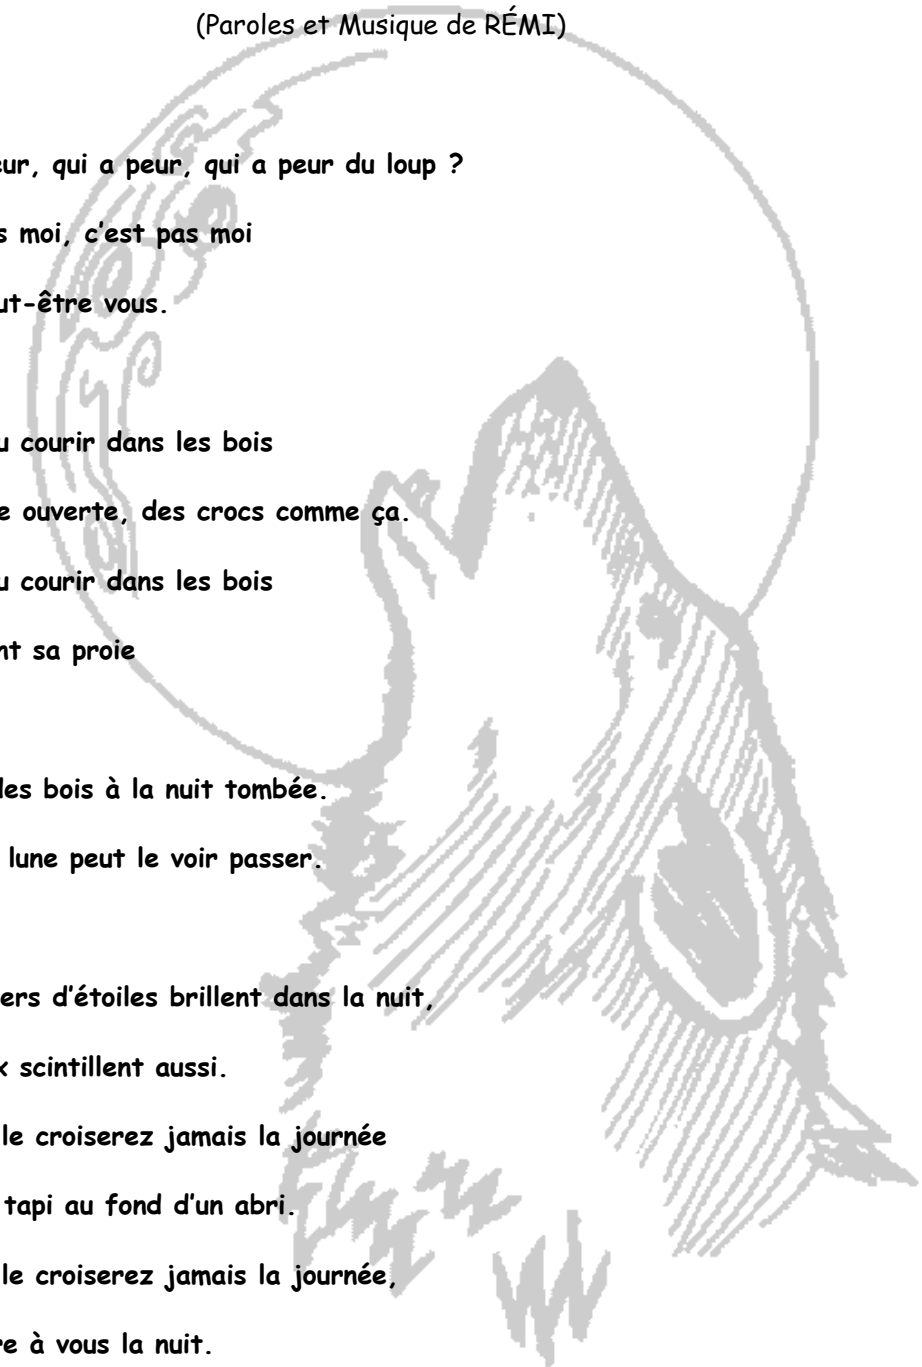 (Paroles et Musique de RÉMI)
eur, qui a peur, qui a peur du loup ?
s moi, c'est pas moi
ut-être vous.
u courir dans les bois
e ouverte, des crocs comme ça.
u courir dans les bois
nt sa proie
des bois à la nuit tombée.
lune peut le voir passer.
ers d'étoiles brillent dans la nuit,
x scintillent aussi.
le croiserez jamais la journée
tapi au fond d'un abri.
le croiserez jamais la journée,
re à vous la nuit.